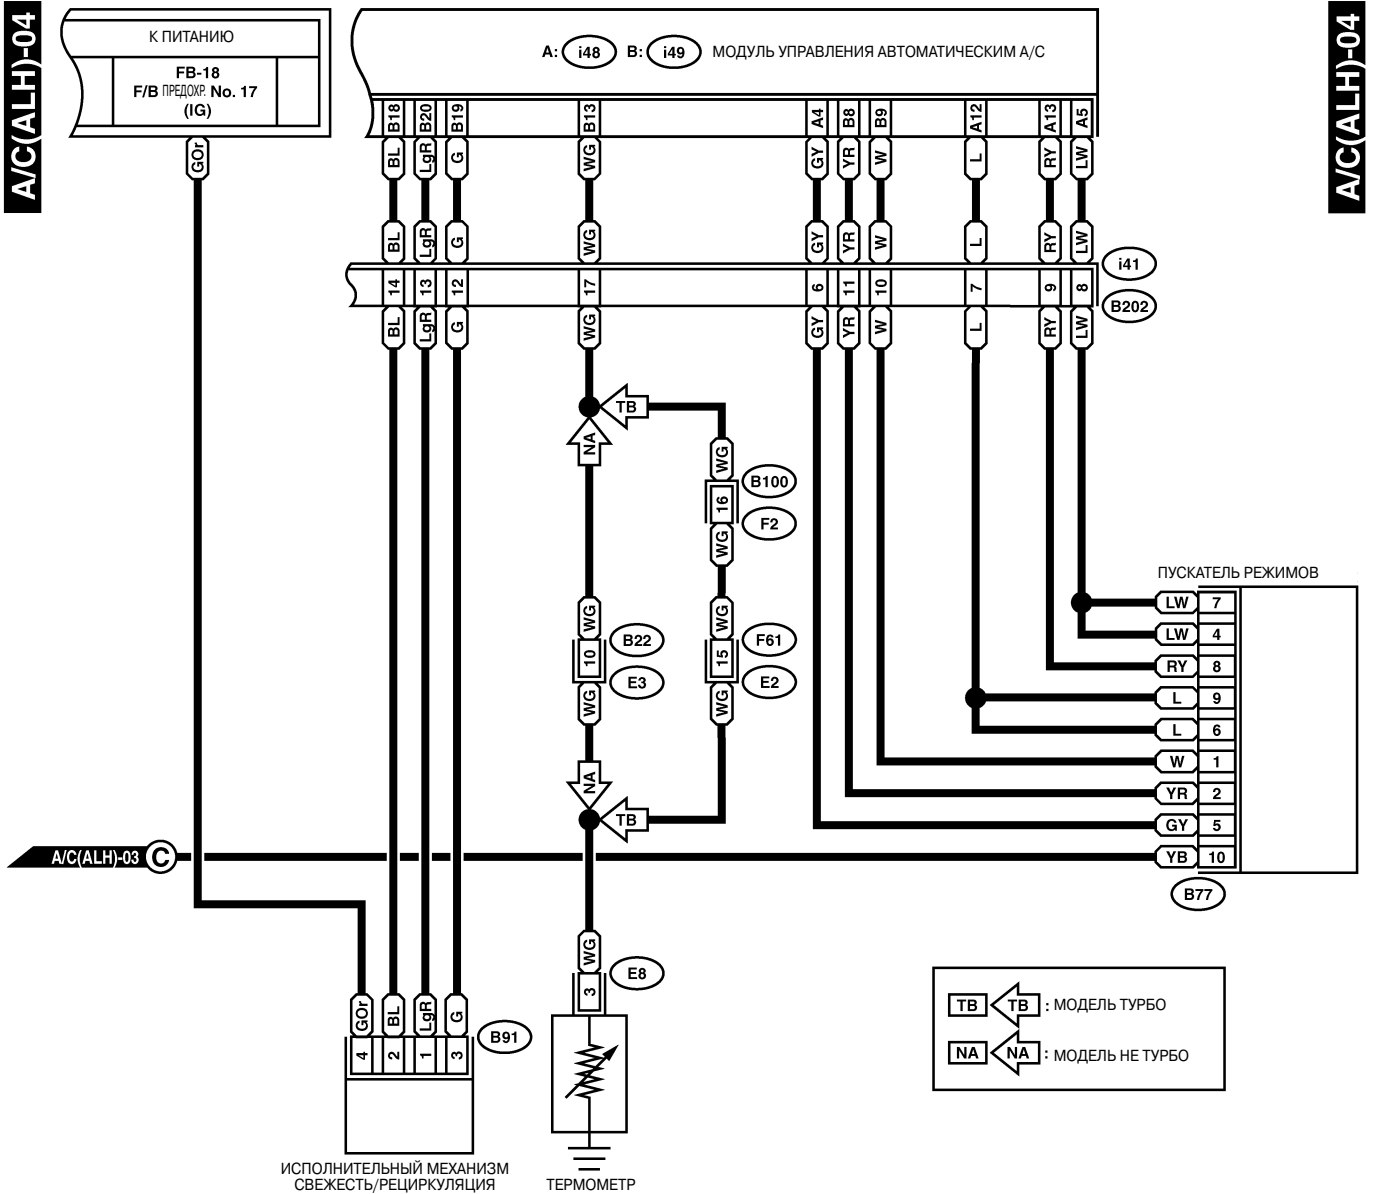 A/C(ALH)-04
A/C(ALH)-04
К ПИТАНИЮ
FB-18
F/B ПРЕДОХР. No. 17
(IG)
A: i48 B: i49 МОДУЛЬ УПРАВЛЕНИЯ АВТОМАТИЧЕСКИМ A/C
B18 B20 B19 B13 A4 B8 B9 A12 A13 A5
GOr BL LgR G WG GY YR W L RY LW
BL LgR G WG GY YR W L RY LW
i41
14 13 12 17 6 11 10 7 9 8
B202
BL LgR G WG GY YR W L RY LW
TB
NA
WG
B100
16
F2
WG
ПУСКАТЕЛЬ РЕЖИМОВ
WG WG
LW 7
B22 F61
LW 4
10 15
RY 8
E3 E2
WG WG
L 9
L 6
W 1
NA
YR 2
TB
GY 5
A/C(ALH)-03 C
YB 10
B77
WG
E8
3
GOr BL LgR G
B91
4 2 1 3
TB TB : МОДЕЛЬ ТУРБО
NA NA : МОДЕЛЬ НЕ ТУРБО
ИСПОЛНИТЕЛЬНЫЙ МЕХАНИЗМ
СВЕЖЕСТЬ/РЕЦИРКУЛЯЦИЯ
ТЕРМОМЕТР